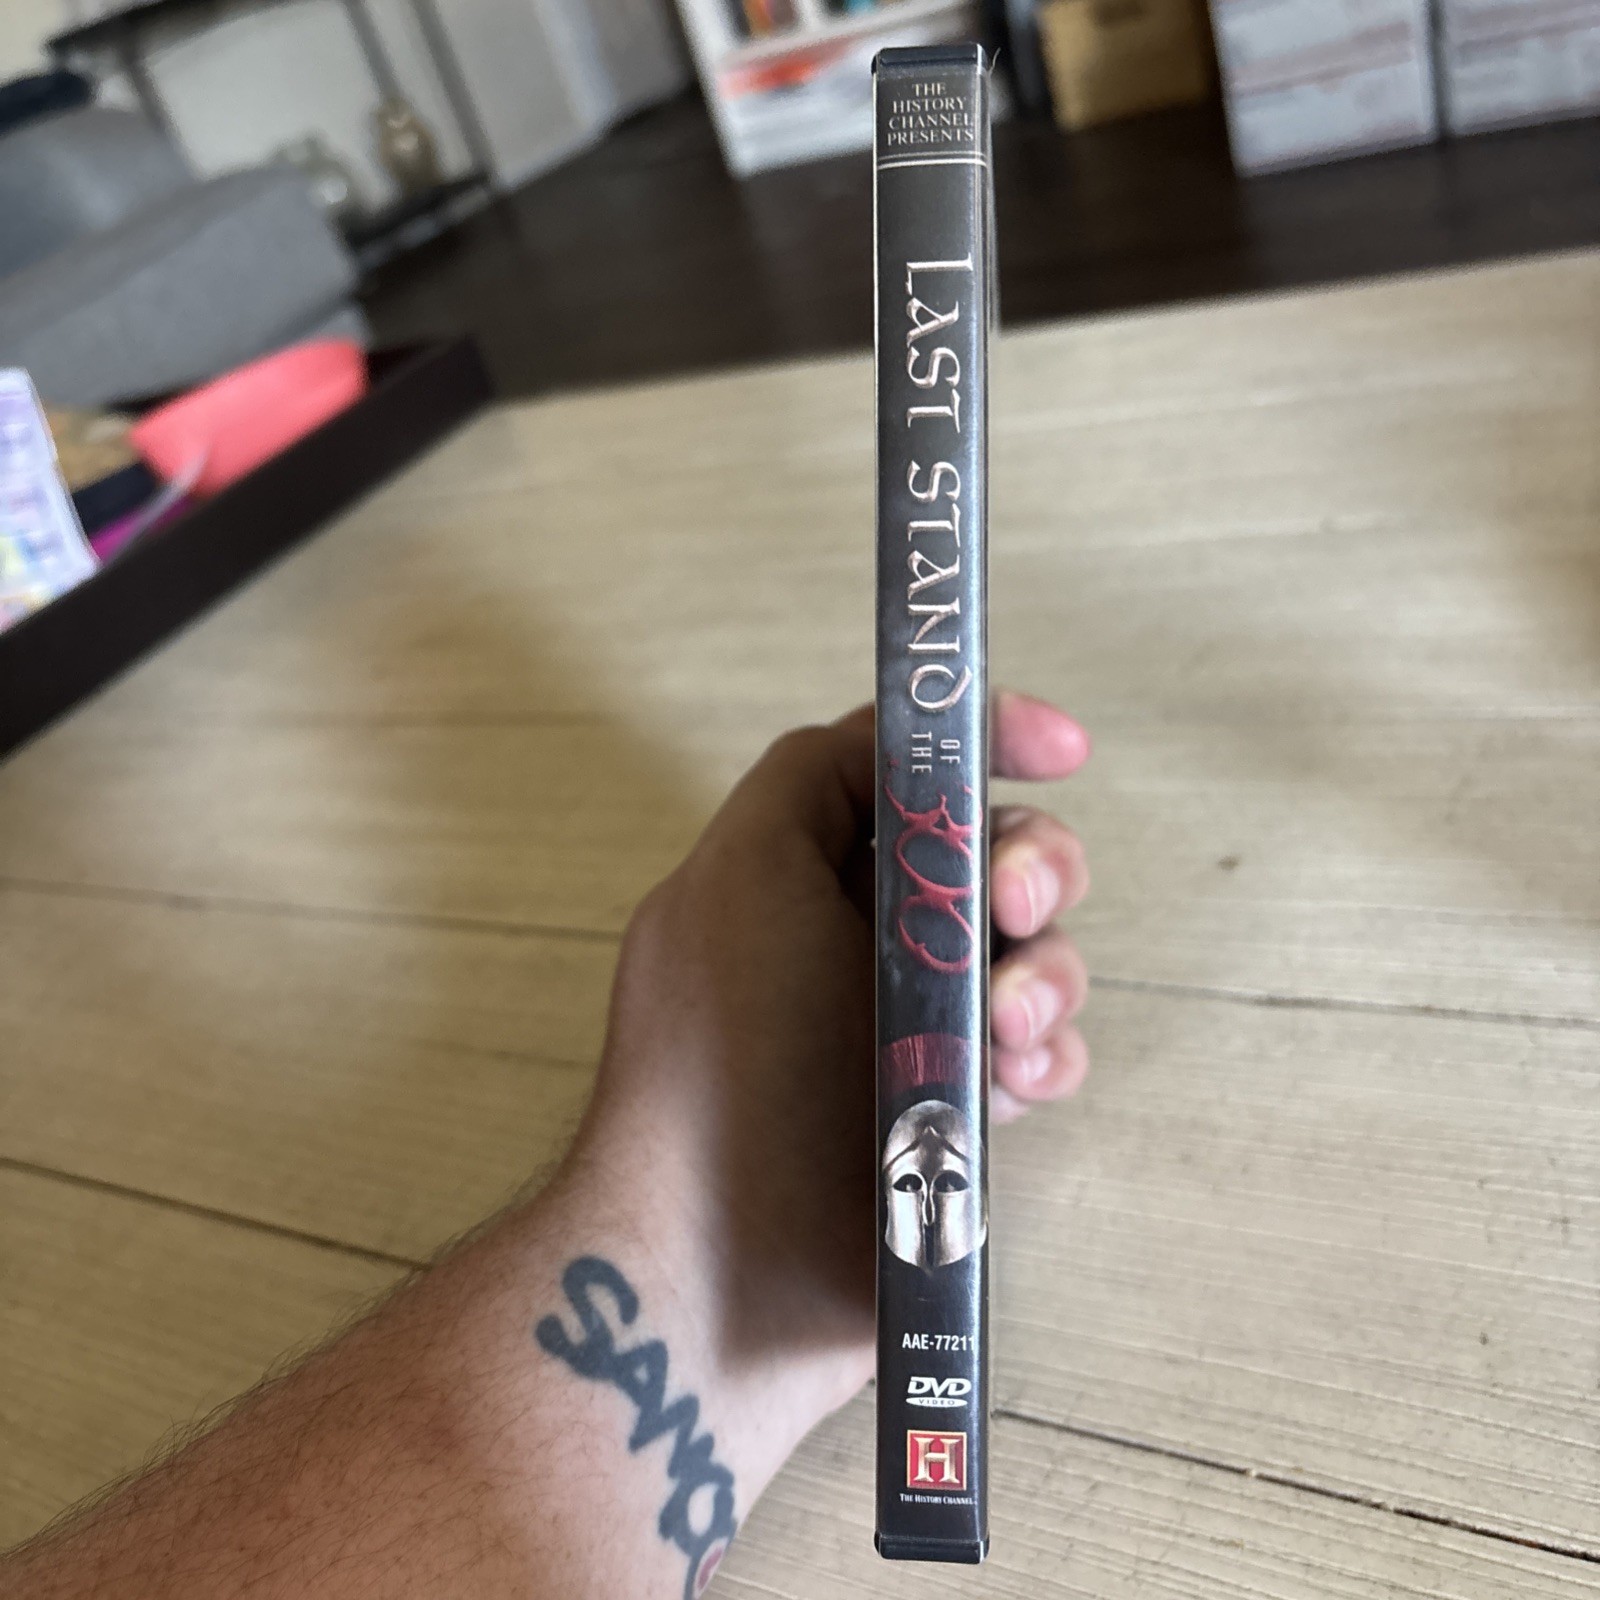 THE
HISTORY
CHANNEL
PRESENTS
LAST STAND
OF
THE
300
AAE-77211
DVD
VIDEO
H
THE HISTORY CHANNEL